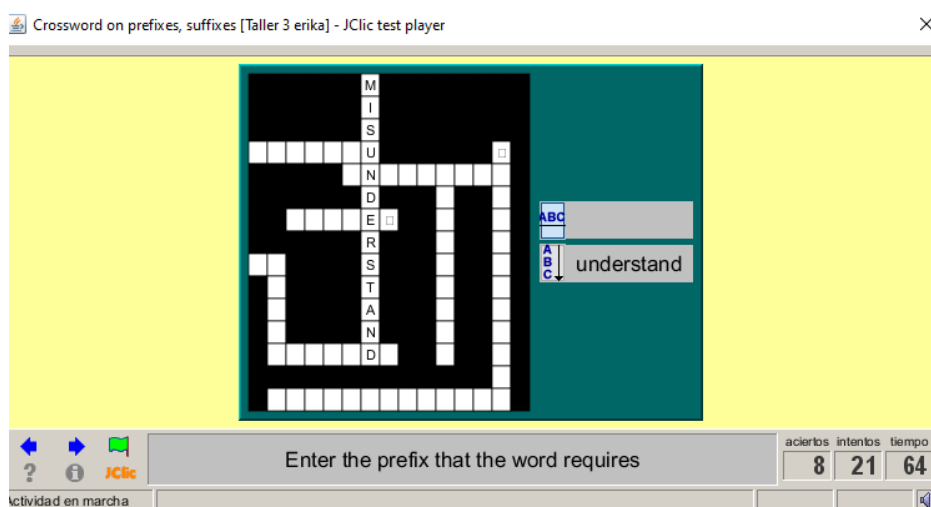 Crossword on prefixes, suffixes [Taller 3 erika] - JClic test player
M
I
S
U
N
D
E
R
S
T
A
N
D
ABC
A
B
C
understand
Enter the prefix that the word requires
aciertos intentos tiempo
8 21 64
? i JClic
Actividad en marcha